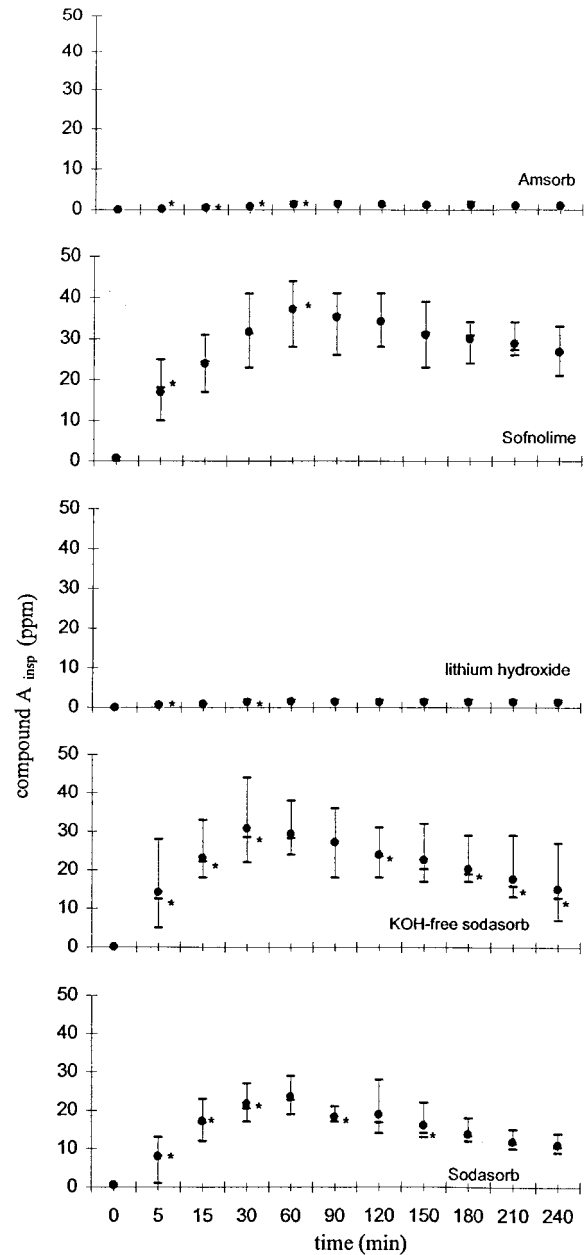 50
40
30
20
10
0
* * * *
Amsorb
50
40
30
20
10
0
* *
Sofnolime
50
40
30
20
10
0
* *
lithium hydroxide
50
40
30
20
10
0
* * * * * * *
KOH-free sodasorb
50
40
30
20
10
0
* * * * *
Sodasorb
0 5 15 30 60 90 120 150 180 210 240
time (min)
compound A insp (ppm)